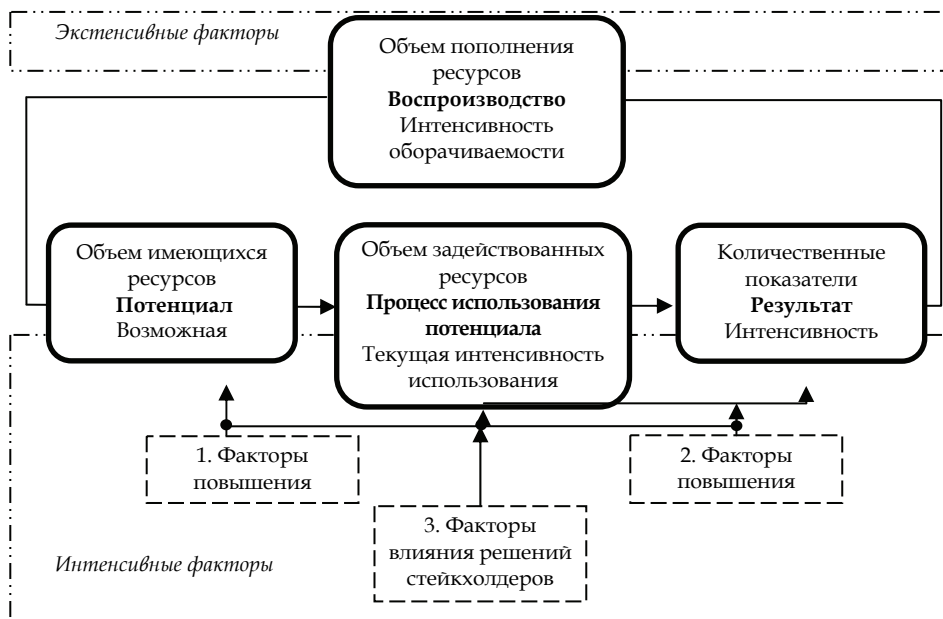 Экстенсивные факторы
Объем пополнения
ресурсов
Воспроизводство
Интенсивность
оборачиваемости
Объем имеющихся
ресурсов
Потенциал
Возможная
Объем задействованных
ресурсов
Процесс использования
потенциала
Текущая интенсивность
использования
Количественные
показатели
Результат
Интенсивность
1. Факторы
повышения
2. Факторы
повышения
3. Факторы
влияния решений
стейкхолдеров
Интенсивные факторы